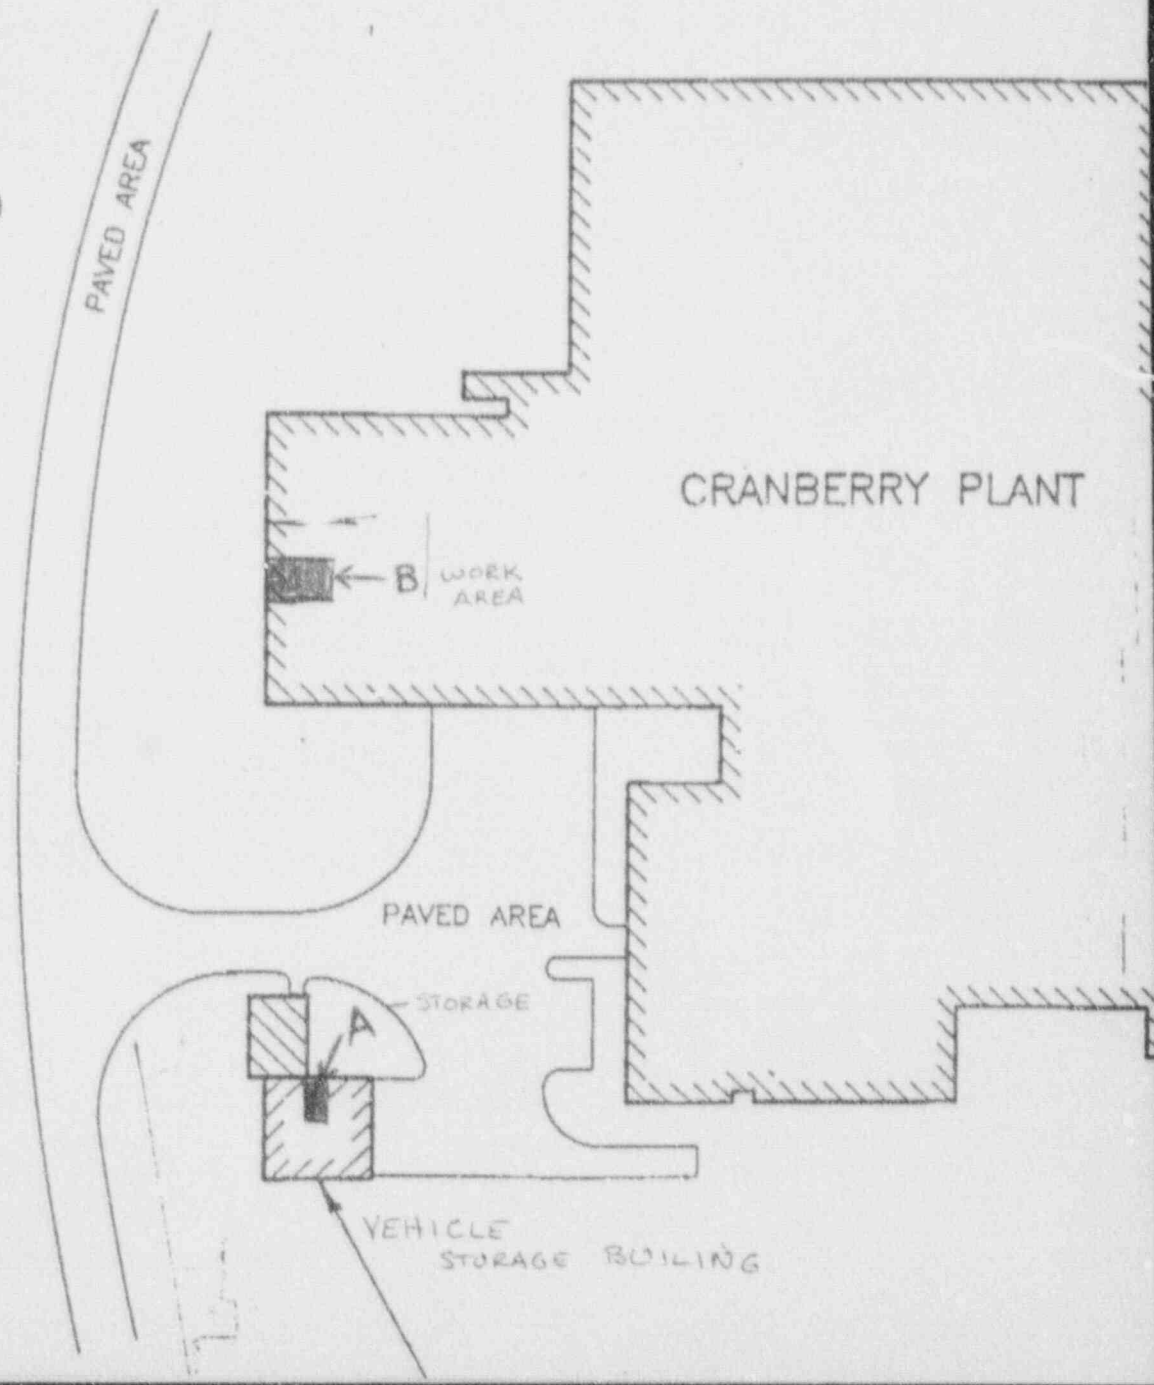 PAVED AREA
CRANBERRY PLANT
B
WORK
AREA
PAVED AREA
STORAGE
A
VEHICLE
STORAGE BUILING